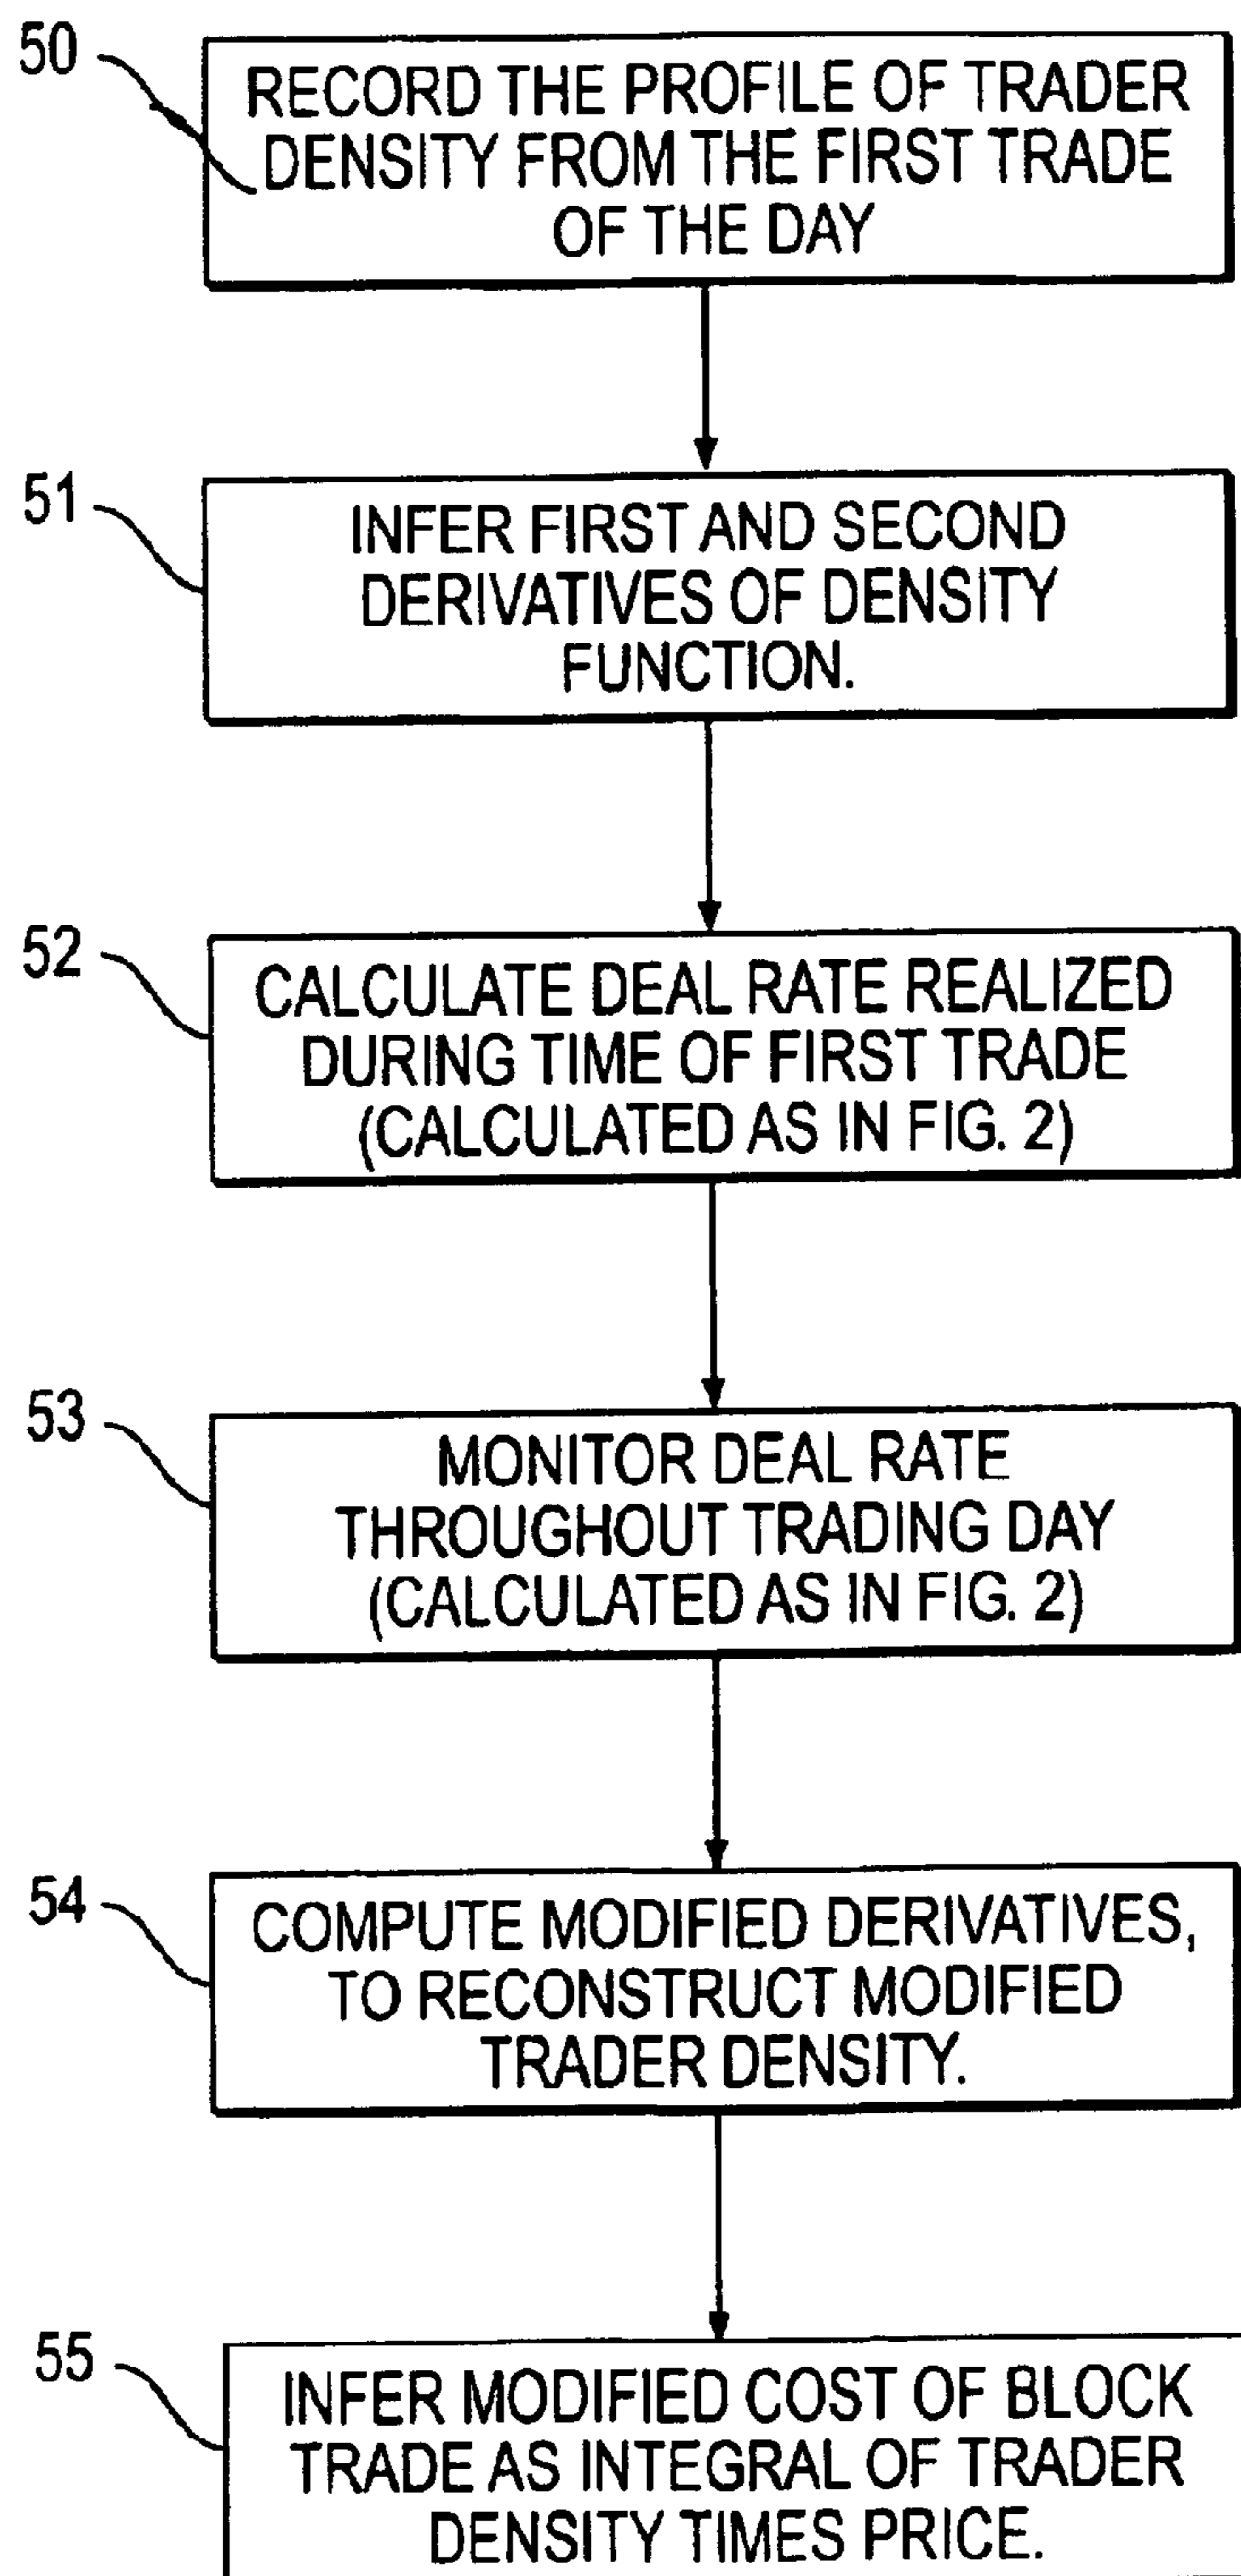 50
RECORD THE PROFILE OF TRADER
DENSITY FROM THE FIRST TRADE
OF THE DAY
51
INFER FIRST AND SECOND
DERIVATIVES OF DENSITY
FUNCTION.
52
CALCULATE DEAL RATE REALIZED
DURING TIME OF FIRST TRADE
(CALCULATED AS IN FIG. 2)
53
MONITOR DEAL RATE
THROUGHOUT TRADING DAY
(CALCULATED AS IN FIG. 2)
54
COMPUTE MODIFIED DERIVATIVES,
TO RECONSTRUCT MODIFIED
TRADER DENSITY.
55
INFER MODIFIED COST OF BLOCK
TRADE AS INTEGRAL OF TRADER
DENSITY TIMES PRICE.